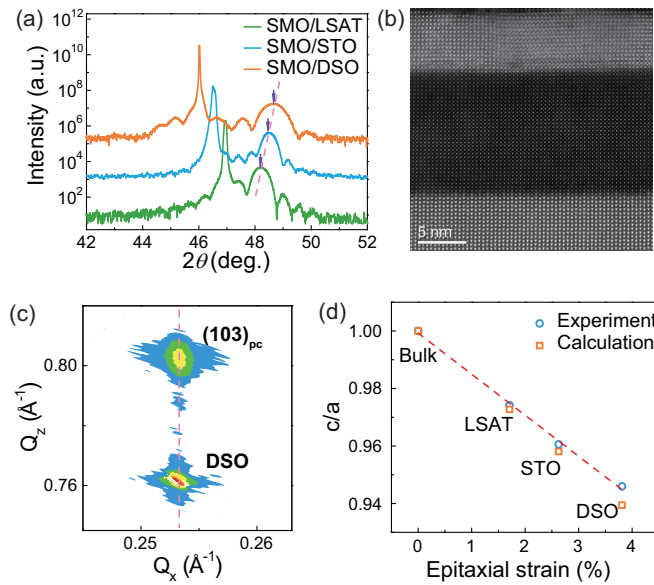 (a)
10¹²
10¹⁰
10⁸
10⁶
10⁴
10²
Intensity (a.u.)
SMO/LSAT
SMO/STO
SMO/DSO
42 44 46 48 50 52
2θ (deg.)
(b)
5 nm
(c)
(103)pc
DSO
0.80
0.76
Q_z (Å⁻¹)
0.25 0.26
Q_x (Å⁻¹)
(d)
Experiment
Calculation
1.00
0.98
0.96
0.94
c/a
Bulk
LSAT
STO
DSO
0 1 2 3 4
Epitaxial strain (%)